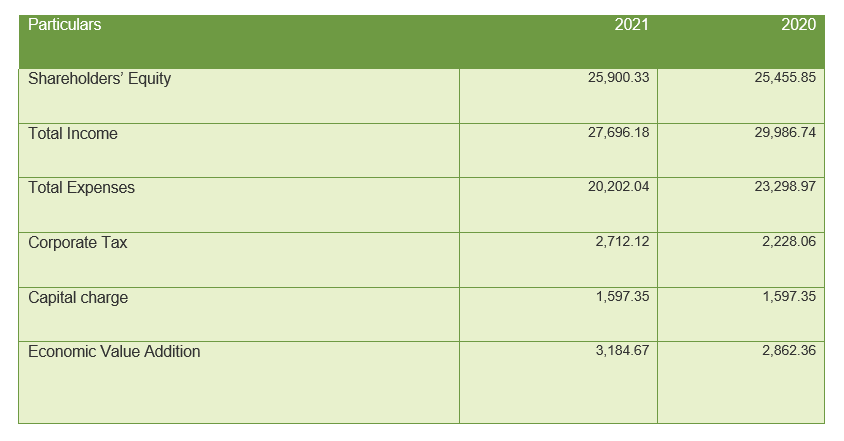 Particulars 2021 2020
Shareholders’ Equity 25,900.33 25,455.85
Total Income 27,696.18 29,986.74
Total Expenses 20,202.04 23,298.97
Corporate Tax 2,712.12 2,228.06
Capital charge 1,597.35 1,597.35
Economic Value Addition 3,184.67 2,862.36